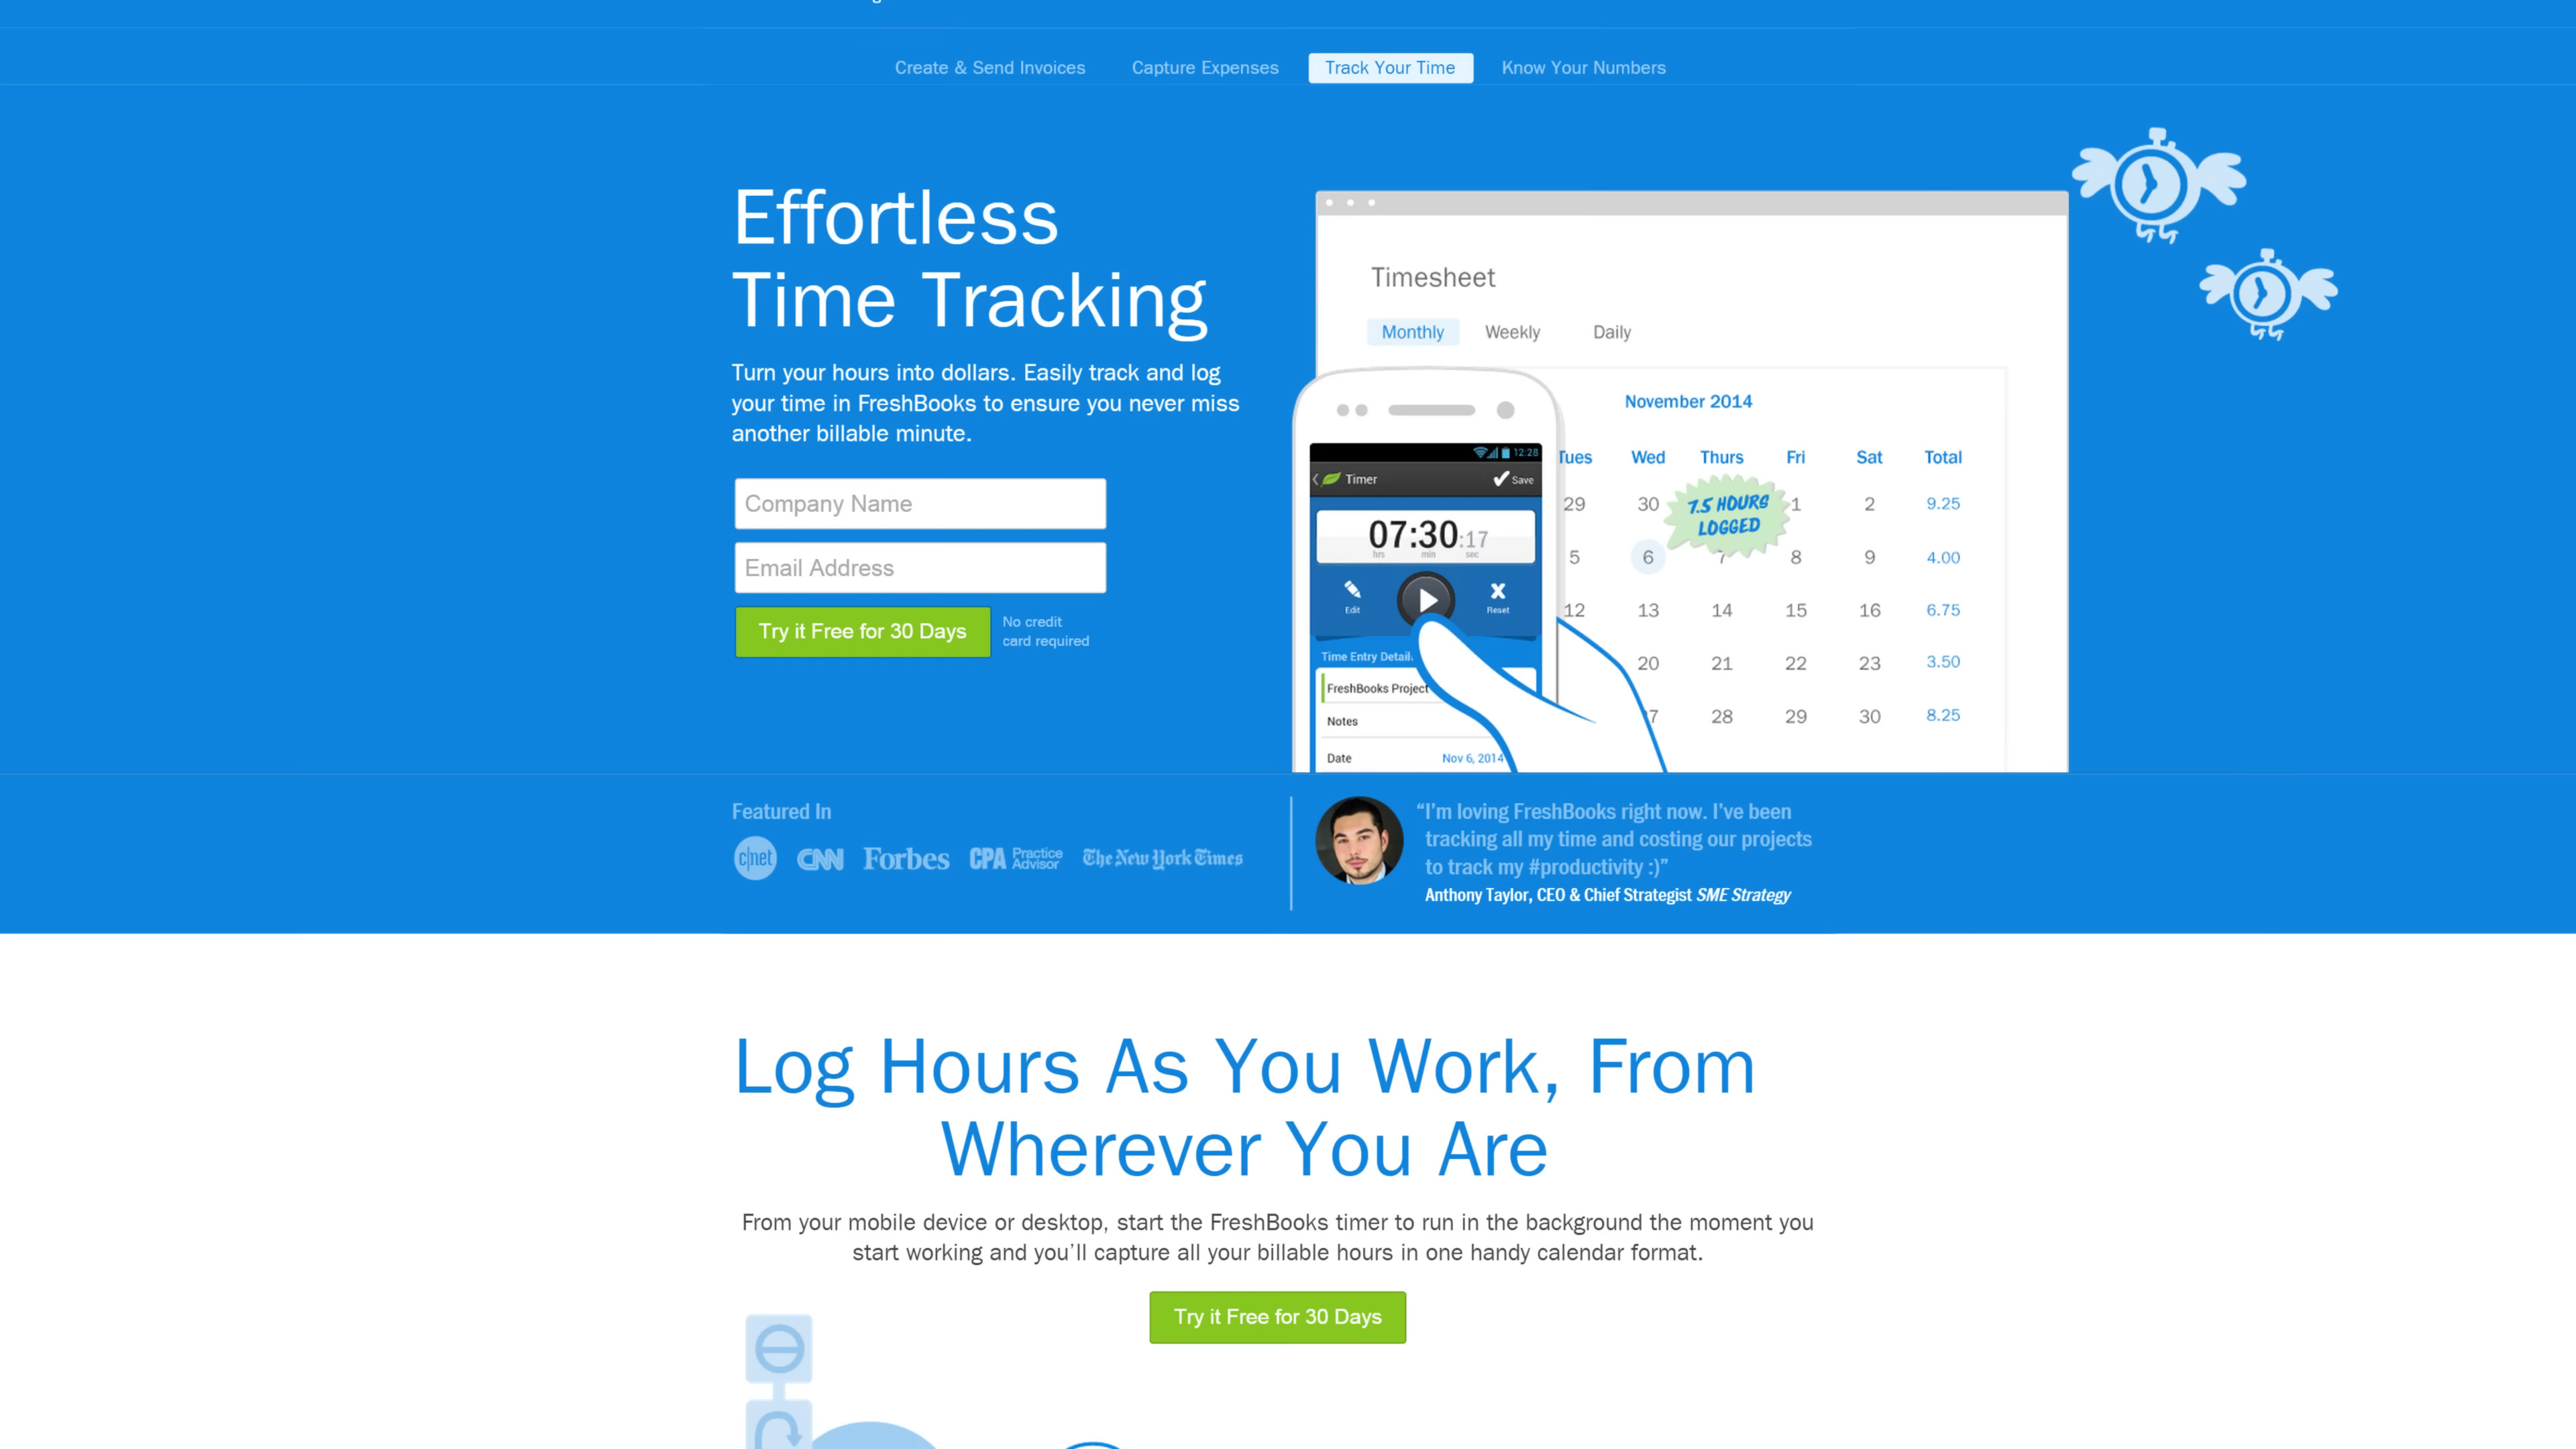 Create & Send Invoices Capture Expenses Track Your Time Know Your Numbers
Effortless
Time Tracking
Turn your hours into dollars. Easily track and log
your time in FreshBooks to ensure you never miss
another billable minute.
Company Name
Email Address
Try it Free for 30 Days
No credit
card required
Timesheet
Monthly Weekly Daily
November 2014
Tues Wed Thurs Fri Sat Total
29 30 1 2 9.25
7.5 HOURS
LOGGED
5 6 7 8 9 4.00
12 13 14 15 16 6.75
20 21 22 23 3.50
28 29 30 8.25
12:28
Timer Save
07:30:17
hrs min sec
Edit Reset
Time Entry Detail
FreshBooks Project
Notes
Date Nov 6, 2014
Featured In
c|net CNN Forbes CPA Practice Advisor The New York Times
“I’m loving FreshBooks right now. I’ve been
tracking all my time and costing our projects
to track my #productivity :)”
Anthony Taylor, CEO & Chief Strategist SME Strategy
Log Hours As You Work, From
Wherever You Are
From your mobile device or desktop, start the FreshBooks timer to run in the background the moment you
start working and you’ll capture all your billable hours in one handy calendar format.
Try it Free for 30 Days